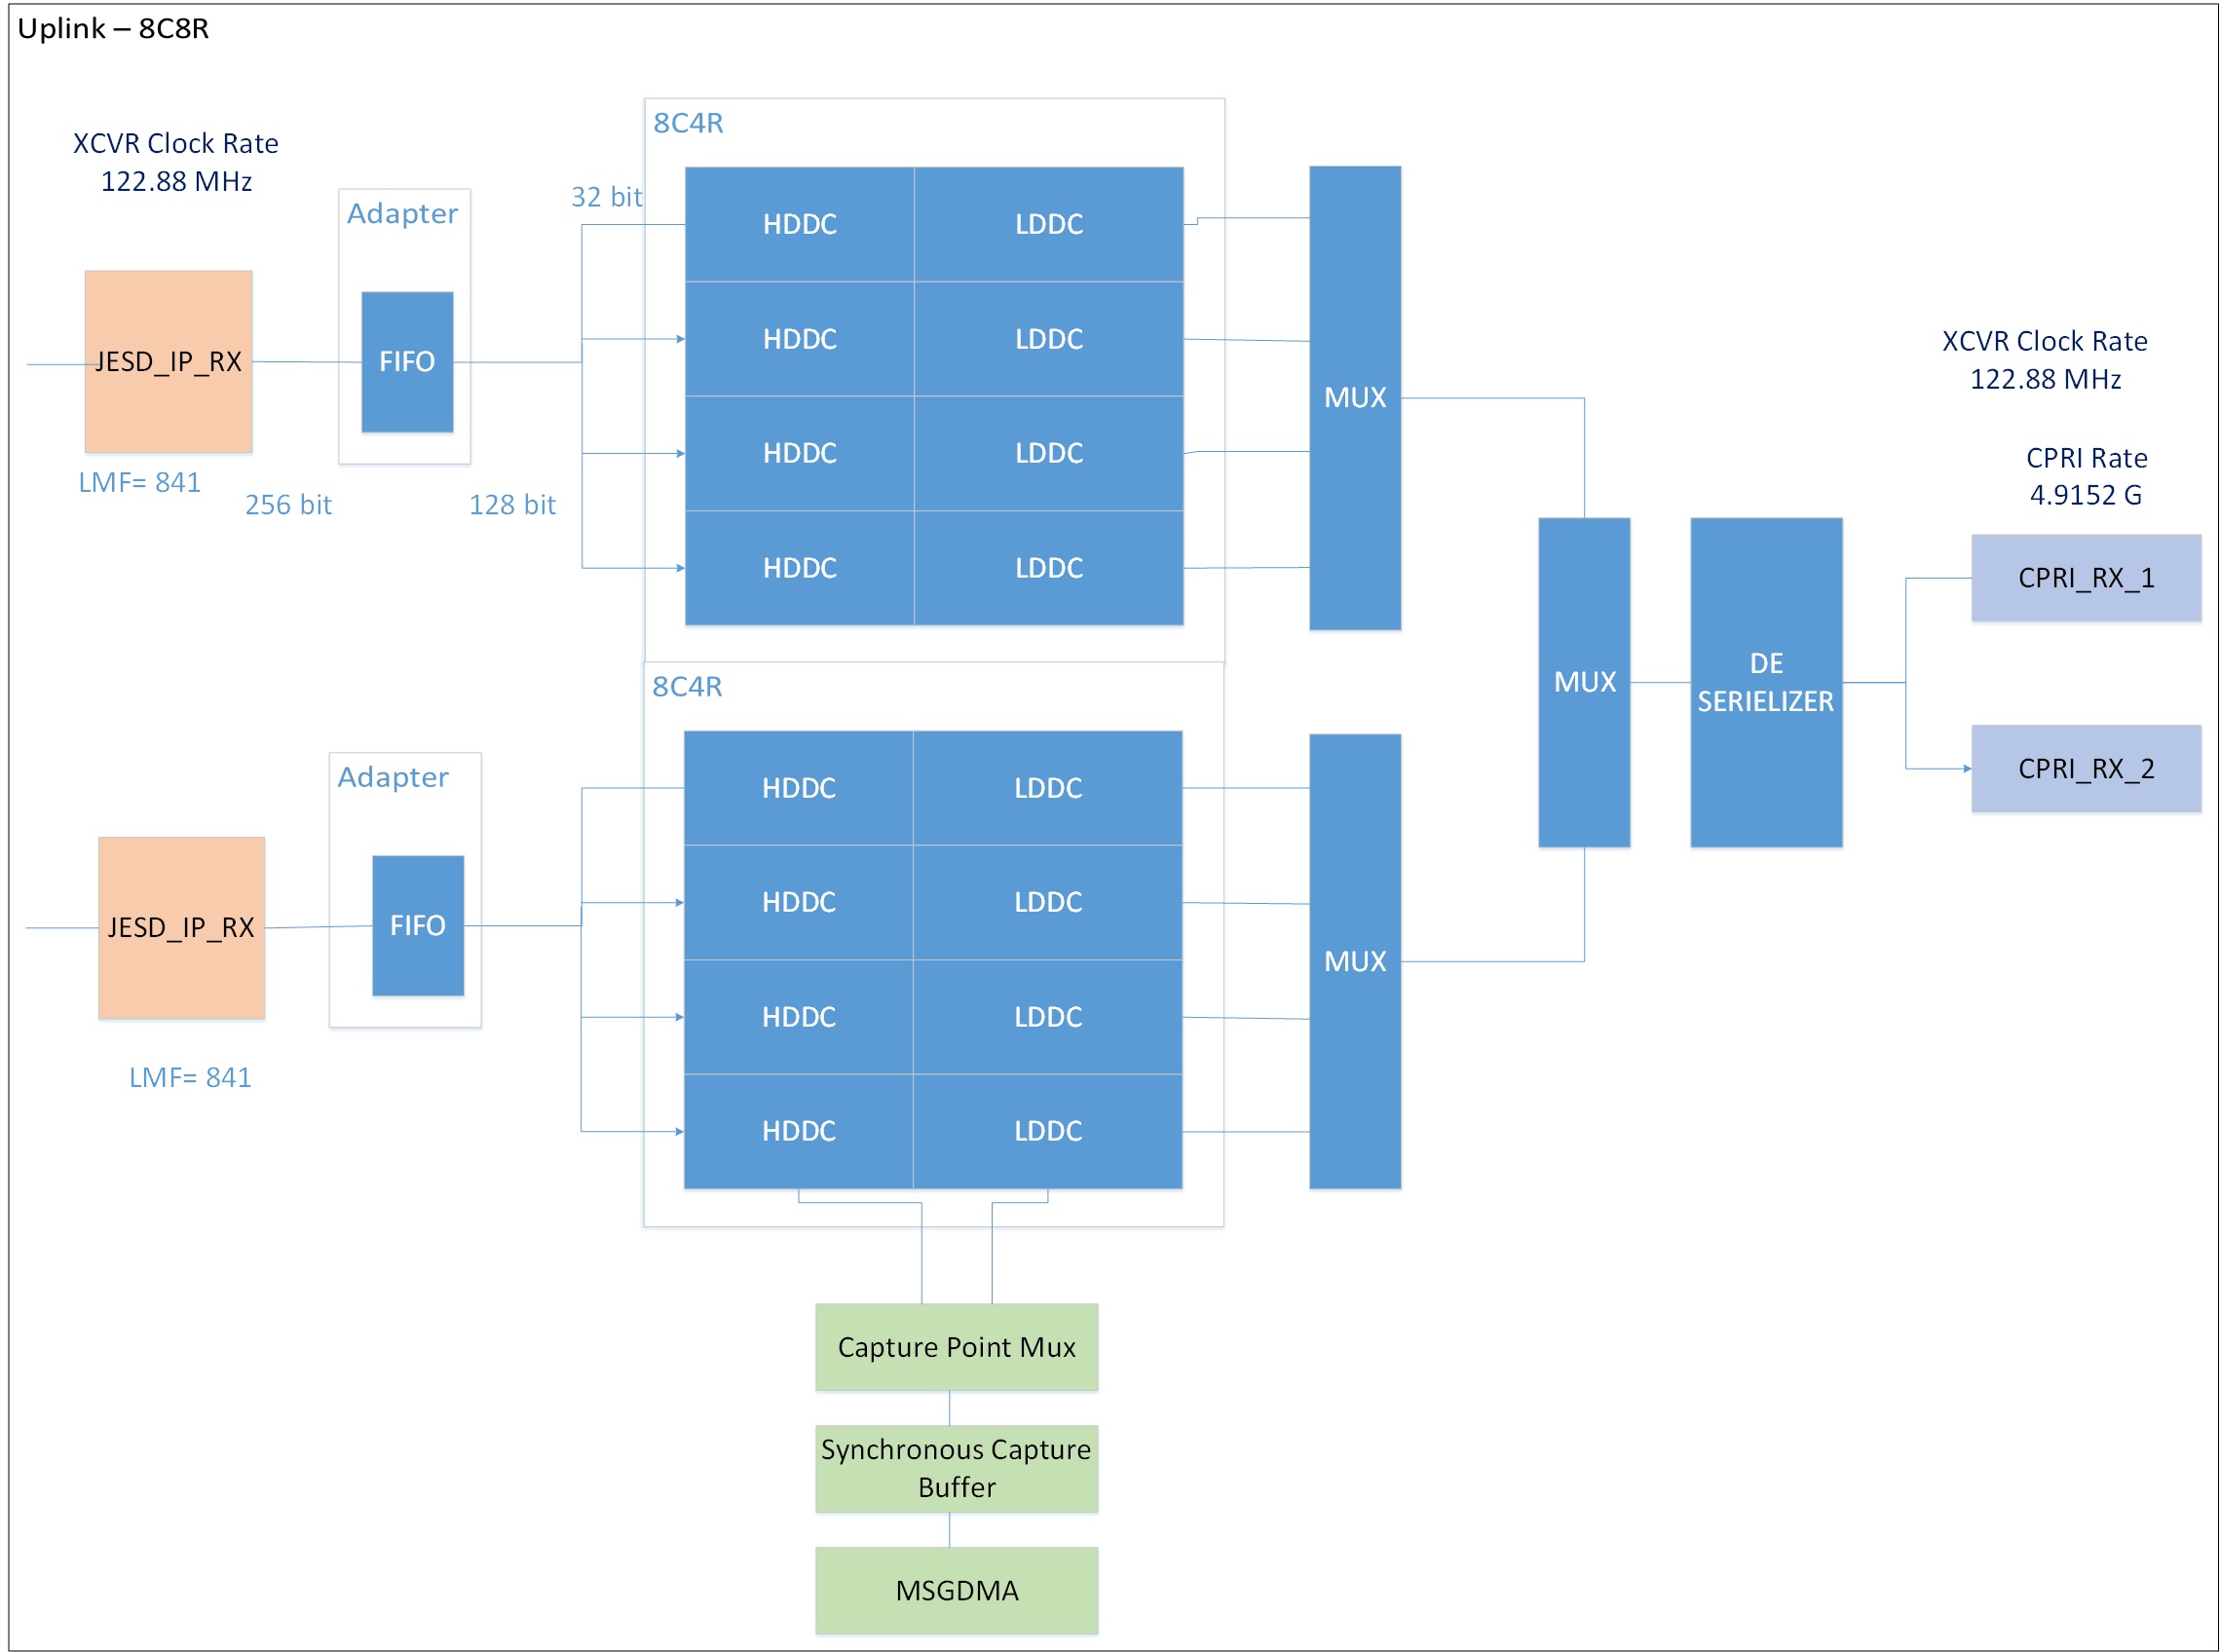 Uplink – 8C8R
XCVR Clock Rate
122.88 MHz
Adapter
FIFO
JESD_IP_RX
LMF= 841
256 bit
128 bit
32 bit
8C4R
HDDC
LDDC
HDDC
LDDC
HDDC
LDDC
HDDC
LDDC
MUX
8C4R
Adapter
FIFO
JESD_IP_RX
LMF= 841
HDDC
LDDC
HDDC
LDDC
HDDC
LDDC
HDDC
LDDC
MUX
MUX
DE
SERIELIZER
XCVR Clock Rate
122.88 MHz
CPRI Rate
4.9152 G
CPRI_RX_1
CPRI_RX_2
Capture Point Mux
Synchronous Capture
Buffer
MSGDMA